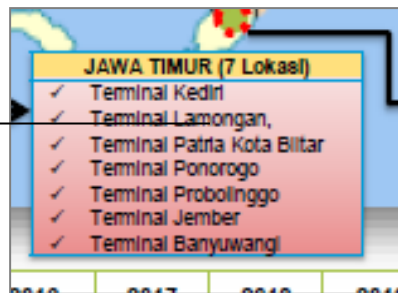 JAWA TIMUR (7 Lokasi)
✓ Terminal Kediri
✓ Terminal Lamongan,
✓ Terminal Patria Kota Blitar
✓ Terminal Ponorogo
✓ Terminal Probolinggo
✓ Terminal Jember
✓ Terminal Banyuwangi
2017